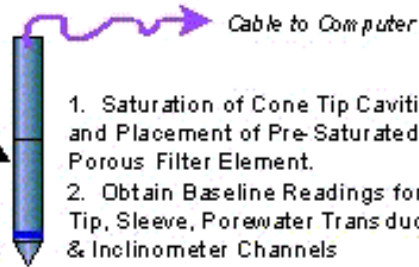 Cable to Computer
1. Saturation of Cone Tip Caviti
and Placement of Pre-Saturated
Porous Filter Element.
2. Obtain Baseline Readings for
Tip, Sleeve, Porewater Transduc
& Inclinometer Channels